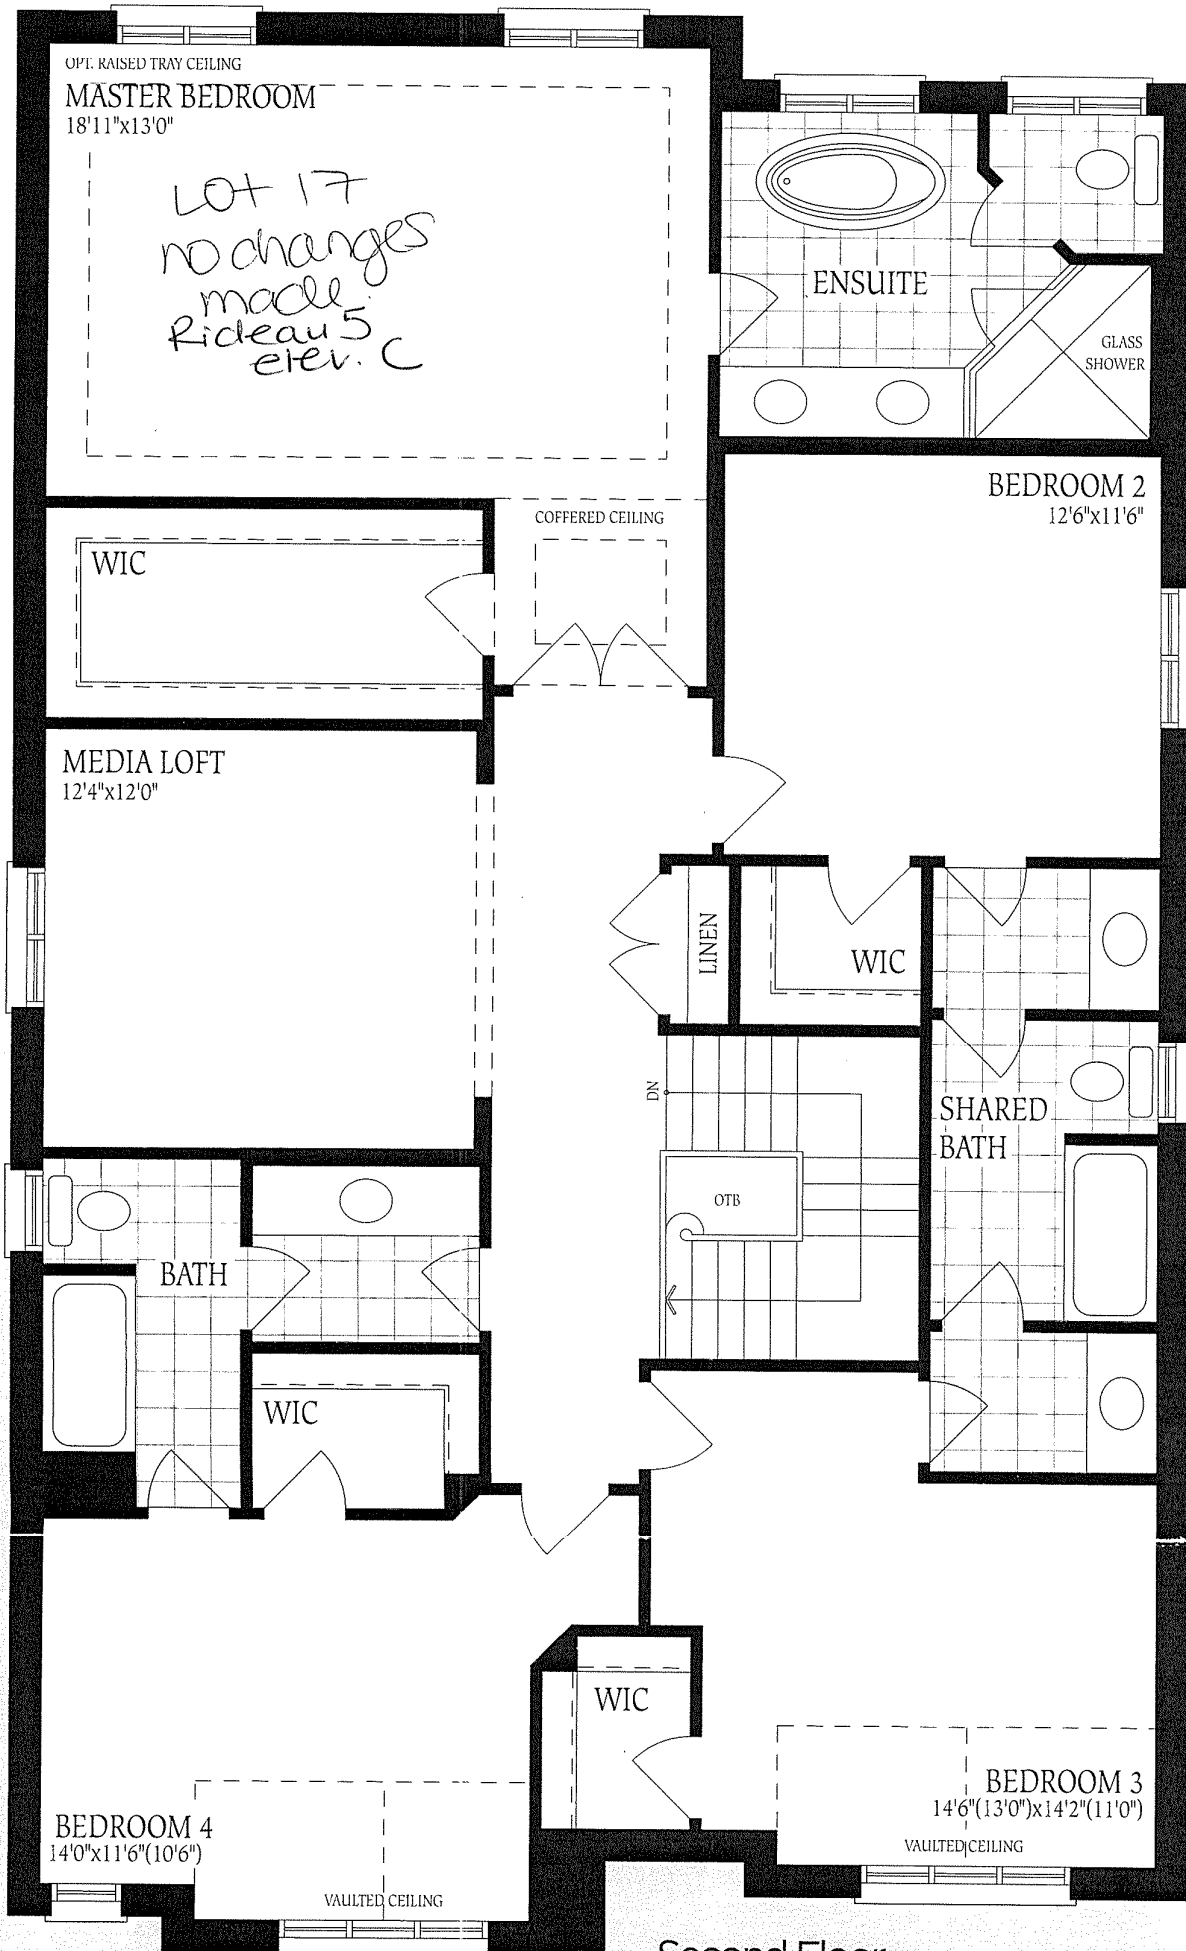 OPT. RAISED TRAY CEILING
MASTER BEDROOM
18'11"x13'0"
LOT 17
no changes
made.
Rideau 5
elev. C
ENSUITE
GLASS
SHOWER
BEDROOM 2
12'6"x11'6"
COFFERED CEILING
WIC
MEDIA LOFT
12'4"x12'0"
LINEN
WIC
DN
SHARED
BATH
OTB
BATH
WIC
WIC
BEDROOM 3
14'6"(13'0")x14'2"(11'0")
VAULTED CEILING
BEDROOM 4
14'0"x11'6"(10'6")
VAULTED CEILING
Second Floor